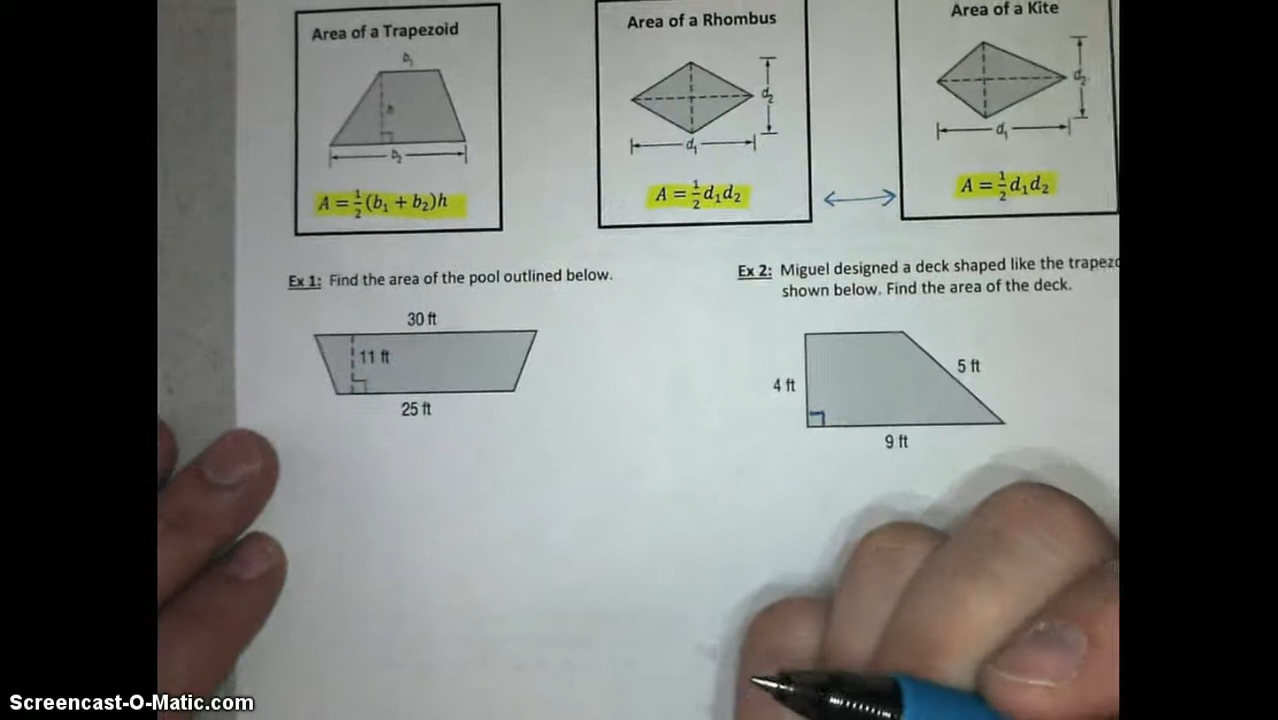 Area of a Trapezoid
b₁
h
b₂
A = ½(b₁ + b₂)h
Area of a Rhombus
d₂
d₁
A = ½d₁d₂
Area of a Kite
d₂
d₁
A = ½d₁d₂
Ex 1: Find the area of the pool outlined below.
30 ft
11 ft
25 ft
Ex 2: Miguel designed a deck shaped like the
shown below. Find the area of the deck.
4 ft
5 ft
9 ft
Screencast-O-Matic.com